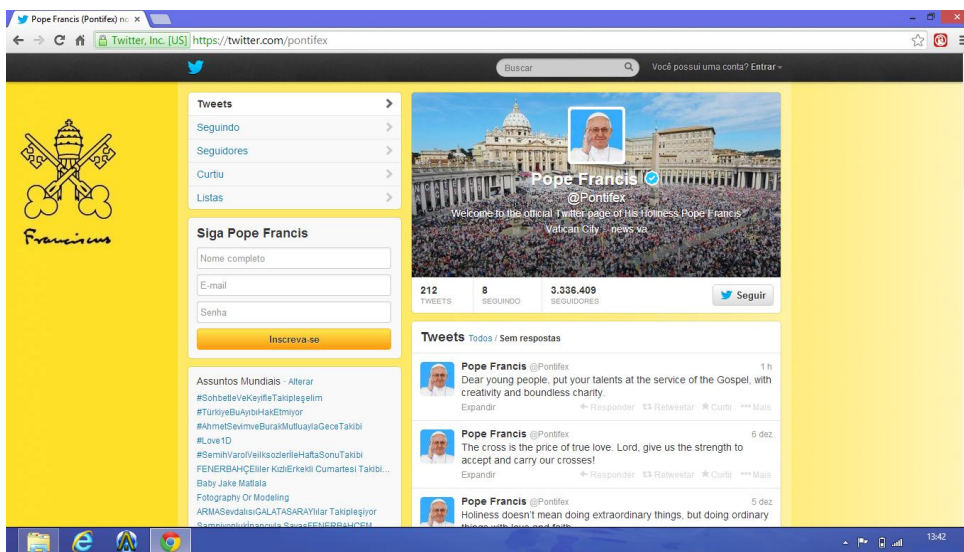 Pope Francis (Pontifex) no
Twitter, Inc. [US] https://twitter.com/pontifex
Buscar
Você possui uma conta? Entrar
Tweets
Seguindo
Seguidores
Curtiu
Listas
Franciscus
Siga Pope Francis
Nome completo
E-mail
Senha
Inscreva-se
Assuntos Mundiais · Alterar
#SohbetleVeKeyifleTakipleşelim
#TürkiyeBuAyıbıHakEtmiyor
#AhmetSevimveBurakMutluaylaGeceTakibi
#Love1D
#SemihVarolVeilksozlerileHaftaSonuTakibi
FENERBAHÇEliler KızlıErkekli Cumartesi Takibi...
Baby Jake Matlala
Fotography Or Modeling
ARMASevdalısıGALATASARAYlılar Takipleşiyor
Pope Francis
@Pontifex
Welcome to the official Twitter page of His Holiness Pope Francis
Vatican City · news.va
212 TWEETS
8 SEGUINDO
3.336.409 SEGUIDORES
Seguir
Tweets Todos / Sem respostas
Pope Francis @Pontifex 1 h
Dear young people, put your talents at the service of the Gospel, with
creativity and boundless charity.
Expandir Responder Retweetar Curtir Mais
Pope Francis @Pontifex 6 dez
The cross is the price of true love. Lord, give us the strength to
accept and carry our crosses!
Expandir Responder Retweetar Curtir Mais
Pope Francis @Pontifex 5 dez
Holiness doesn't mean doing extraordinary things, but doing ordinary
things with love and faith.
13:42